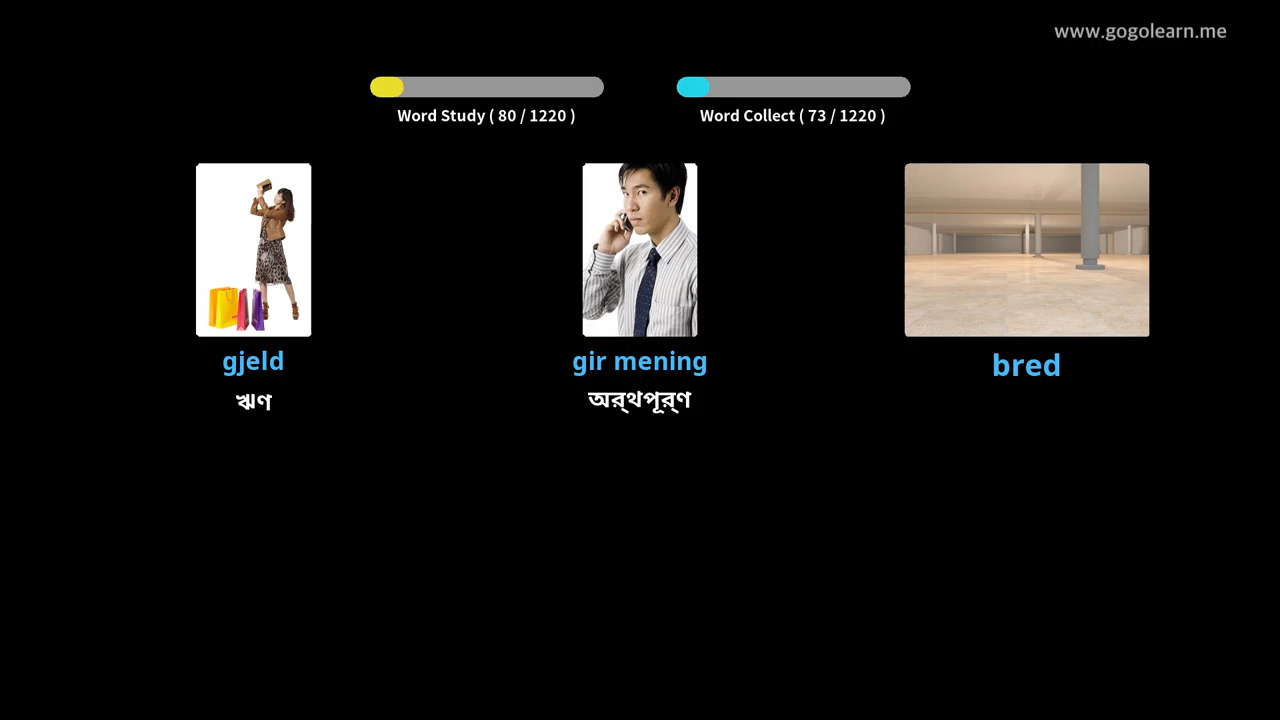 www.gogolearn.me
Word Study ( 80 / 1220 )
Word Collect ( 73 / 1220 )
gjeld
ঋণ
gir mening
অর্থপূর্ণ
bred